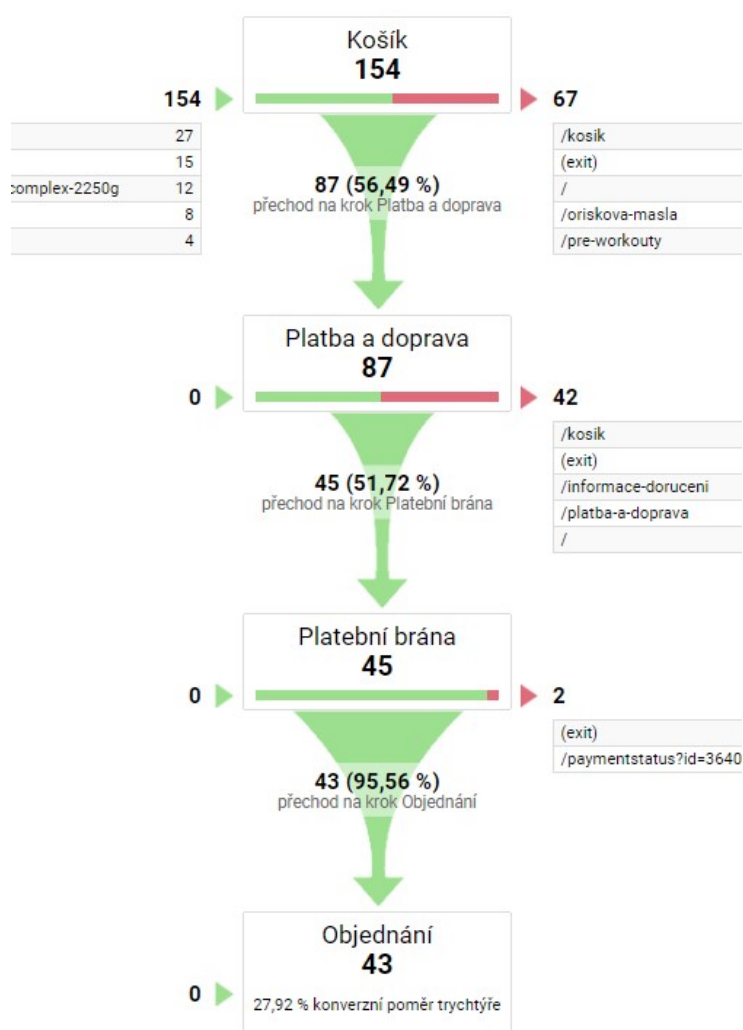 Košík
154
154
67
27
15
complex-2250g 12
8
4
/kosik
(exit)
/
/oriskova-masla
/pre-workouty
87 (56,49 %)
přechod na krok Platba a doprava
Platba a doprava
87
0
42
/kosik
(exit)
/informace-doruceni
/platba-a-doprava
/
45 (51,72 %)
přechod na krok Platební brána
Platební brána
45
0
2
(exit)
/paymentstatus?id=3640
43 (95,56 %)
přechod na krok Objednání
Objednání
43
0
27,92 % konverzní poměr trychtýře